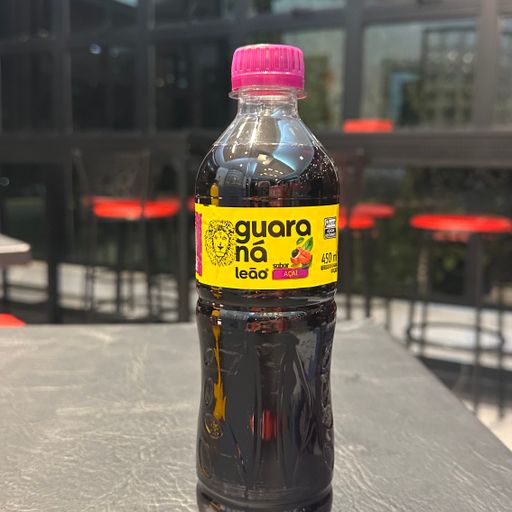 guara
ná
leão
sabor
AÇAÍ
450 ml